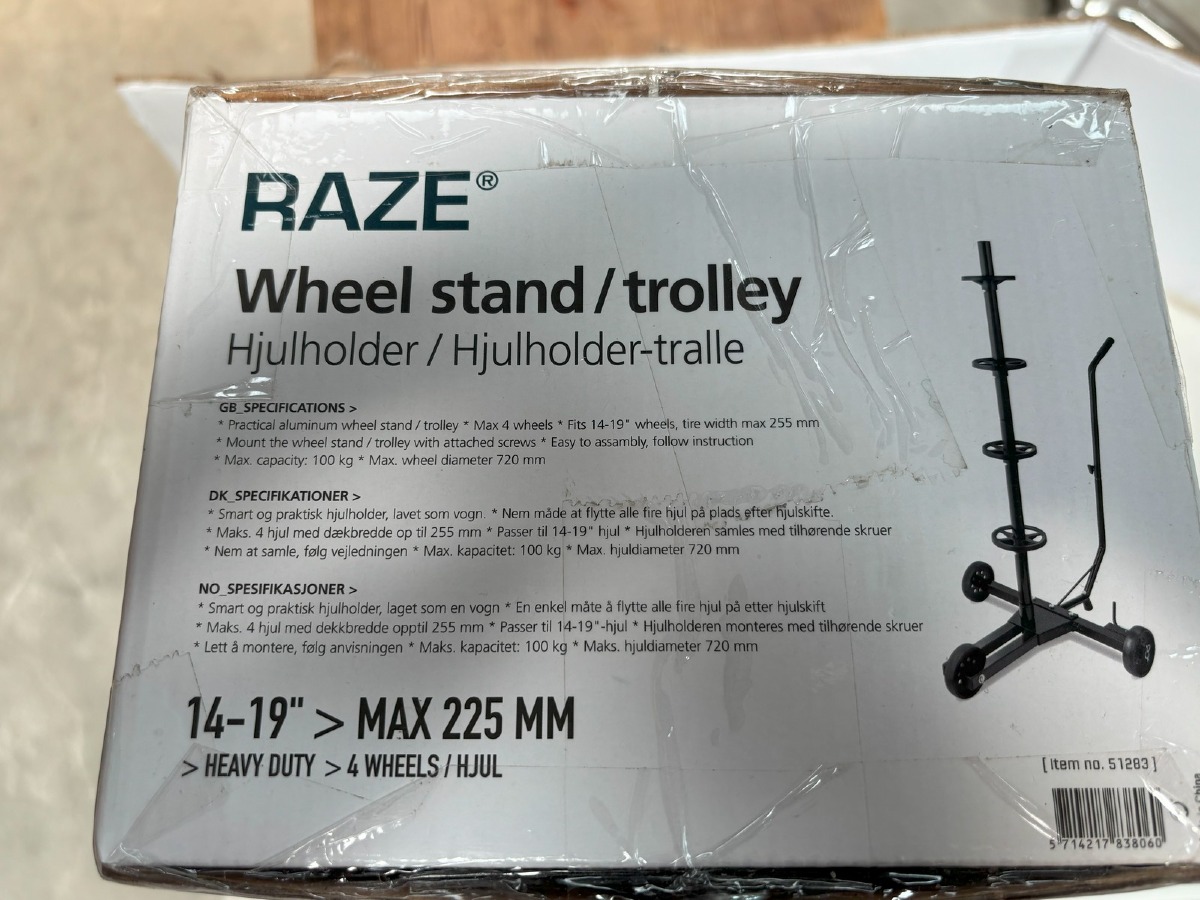 RAZE®
Wheel stand / trolley
Hjulholder / Hjulholder-tralle
GB_SPECIFICATIONS >
* Practical aluminum wheel stand / trolley * Max 4 wheels * Fits 14-19" wheels, tire width max 255 mm
* Mount the wheel stand / trolley with attached screws * Easy to assambly, follow instruction
* Max. capacity: 100 kg * Max. wheel diameter 720 mm
DK_SPECIFIKATIONER >
* Smart og praktisk hjulholder, lavet som vogn. * Nem måde at flytte alle fire hjul på plads efter hjulskifte.
* Maks. 4 hjul med dækbredde op til 255 mm * Passer til 14-19" hjul * Hjulholderen samles med tilhørende skruer
* Nem at samle, følg vejledningen * Max. kapacitet: 100 kg * Max. hjuldiameter 720 mm
NO_SPESIFIKASJONER >
* Smart og praktisk hjulholder, laget som en vogn * En enkel måte å flytte alle fire hjul på etter hjulskift
* Maks. 4 hjul med dekkbredde opptil 255 mm * Passer til 14-19"-hjul * Hjulholderen monteres med tilhørende skruer
* Lett å montere, følg anvisningen * Maks. kapacitet: 100 kg * Maks. hjuldiameter 720 mm
14-19" > MAX 225 MM
> HEAVY DUTY > 4 WHEELS / HJUL
[ Item no. 51283 ]
5 714217 838060
China